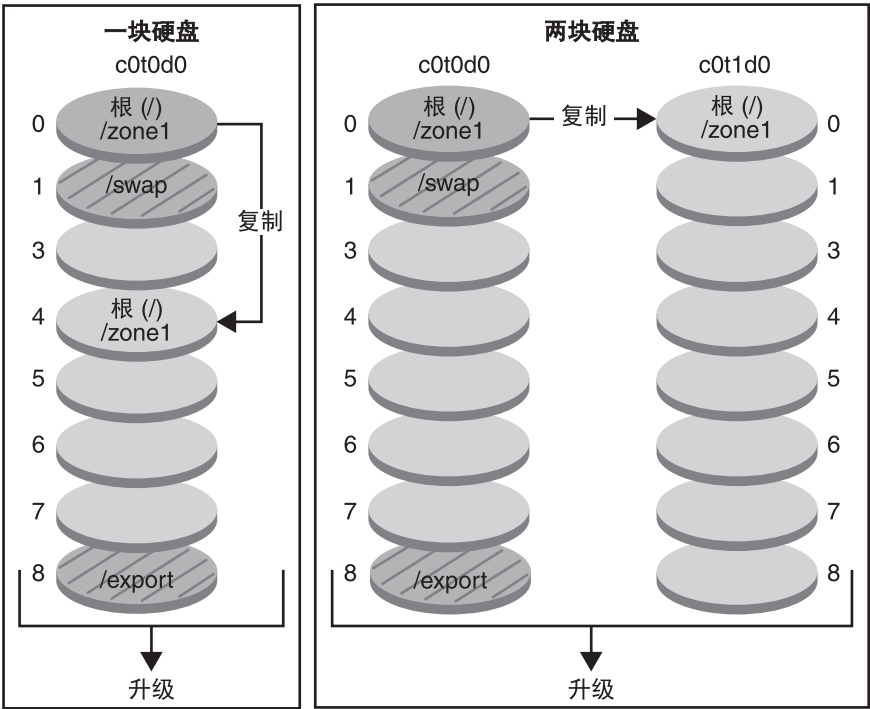 一块硬盘
c0t0d0
0
根 (/)
/zone1
1
/swap
复制
3
4
根 (/)
/zone1
5
6
7
8
/export
升级
两块硬盘
c0t0d0
c0t1d0
0
根 (/)
/zone1
复制
根 (/)
/zone1
0
1
/swap
1
3
3
4
4
5
5
6
6
7
7
8
/export
8
升级